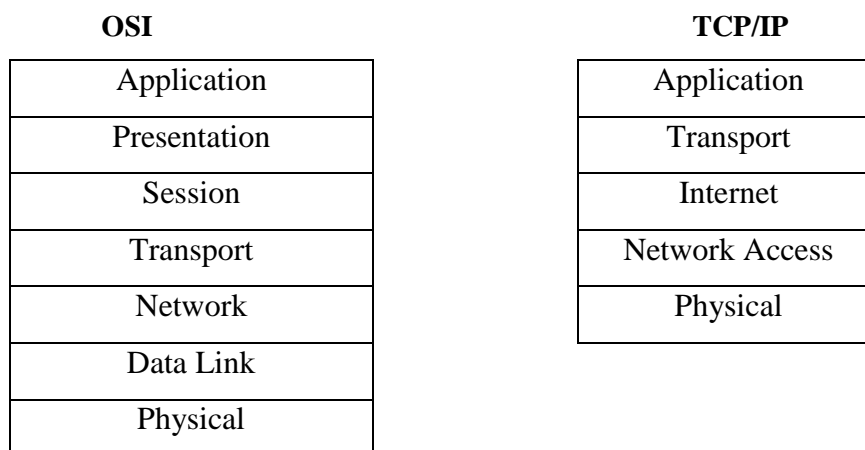 OSI
Application
Presentation
Session
Transport
Network
Data Link
Physical
TCP/IP
Application
Transport
Internet
Network Access
Physical